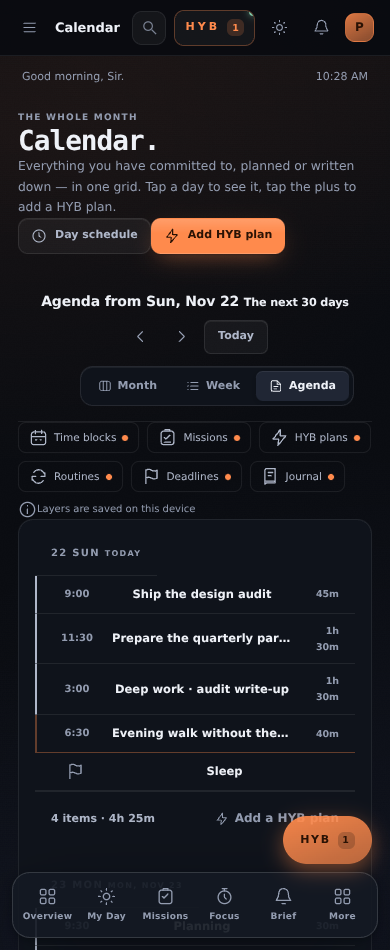 Calendar
HYB 1
P
Good morning, Sir.
10:28 AM
THE WHOLE MONTH
Calendar.
Everything you have committed to, planned or written
down — in one grid. Tap a day to see it, tap the plus to
add a HYB plan.
Day schedule
Add HYB plan
Agenda from Sun, Nov 22 The next 30 days
Today
Month
Week
Agenda
Time blocks
Missions
HYB plans
Routines
Deadlines
Journal
Layers are saved on this device
22 SUN TODAY
9:00 Ship the design audit 45m
11:30 Prepare the quarterly par… 1h
30m
3:00 Deep work · audit write-up 1h
30m
6:30 Evening walk without the… 40m
Sleep
4 items · 4h 25m
Add a HYB plan
HYB 1
23 MON
Overview
My Day
Missions
Focus
Brief
More
9:30 Planning 30m